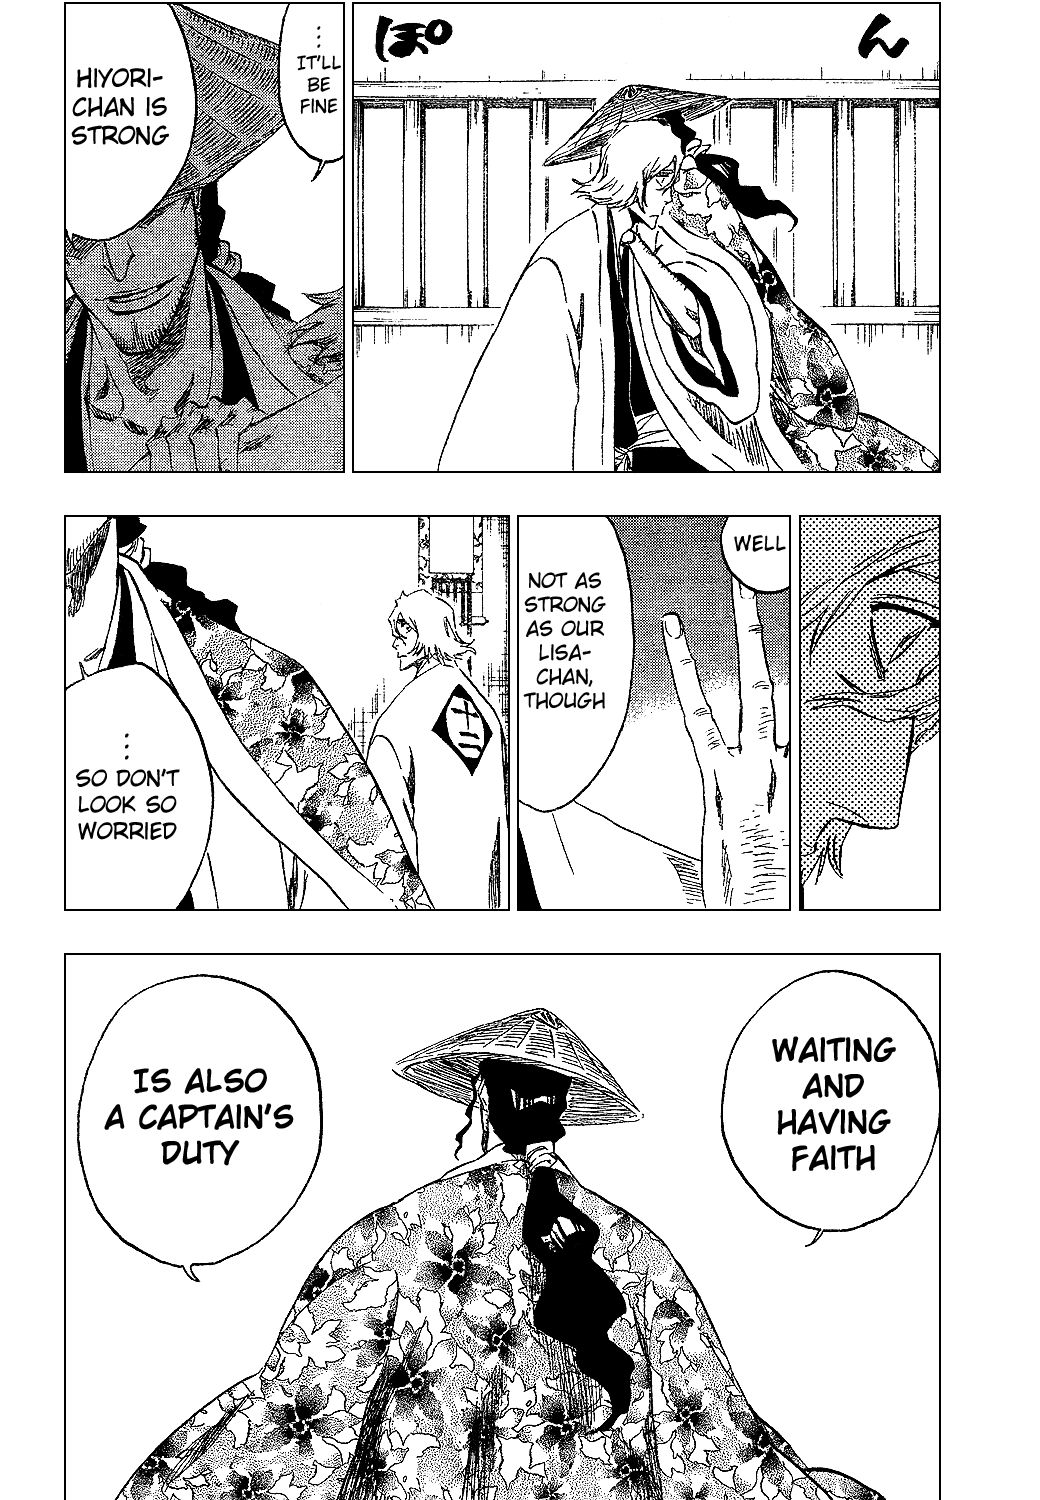 ぽん
…
IT'LL
BE
FINE
HIYORI-
CHAN IS
STRONG
WELL
NOT AS
STRONG
AS OUR
LISA-
CHAN,
THOUGH
十二
…
SO DON'T
LOOK SO
WORRIED
WAITING
AND
HAVING
FAITH
IS ALSO
A CAPTAIN'S
DUTY